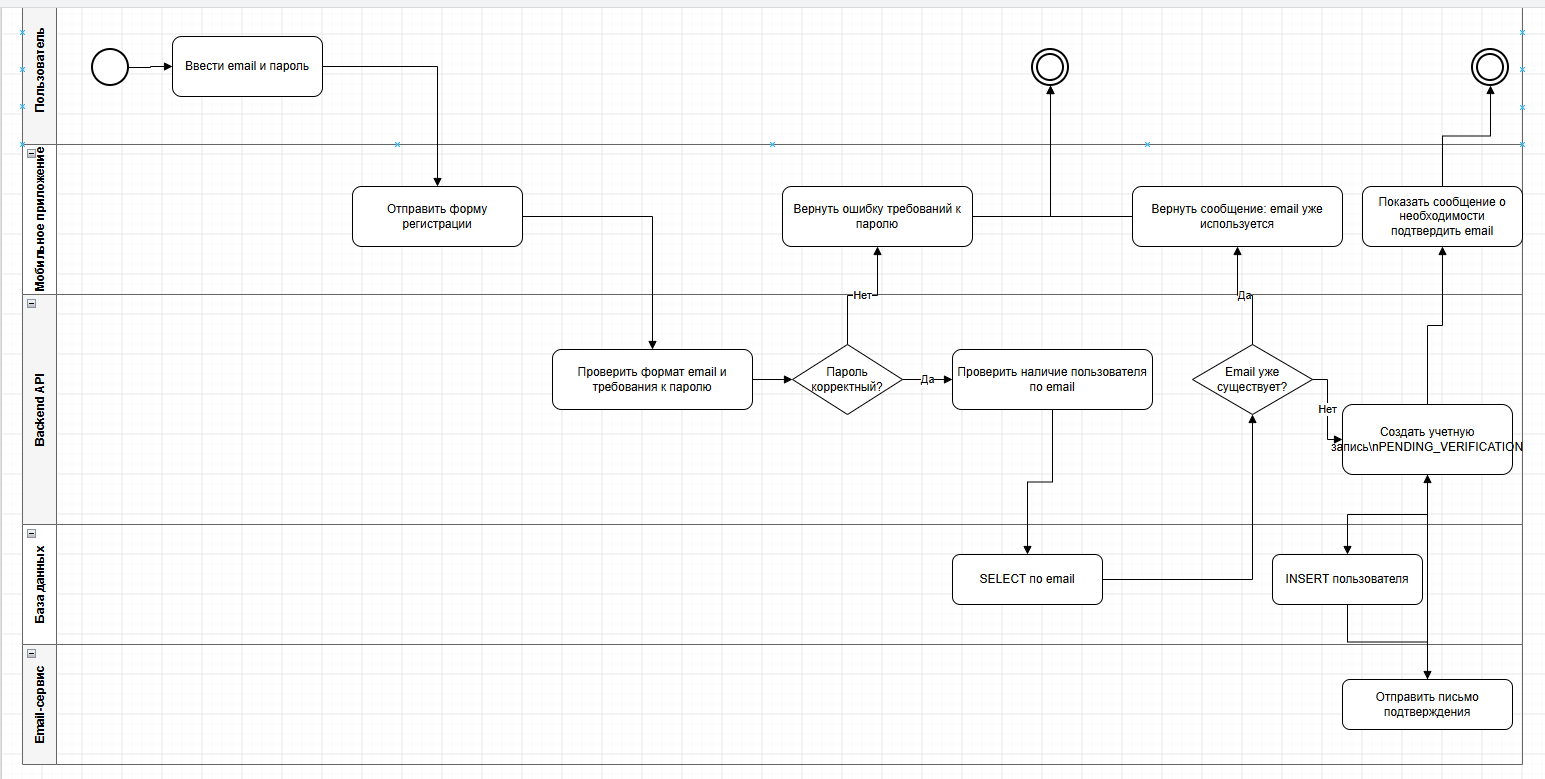 Пользователь
Ввести email и пароль
Мобильное приложение
Отправить форму
регистрации
Вернуть ошибку требований к
паролю
Вернуть сообщение: email уже
используется
Показать сообщение о
необходимости
подтвердить email
Нет
Да
Backend API
Проверить формат email и
требования к паролю
Пароль
корректный?
Да
Проверить наличие пользователя
по email
Email уже
существует?
Нет
Создать учетную
запись\nPENDING_VERIFICATION
База данных
SELECT по email
INSERT пользователя
Email-сервис
Отправить письмо
подтверждения